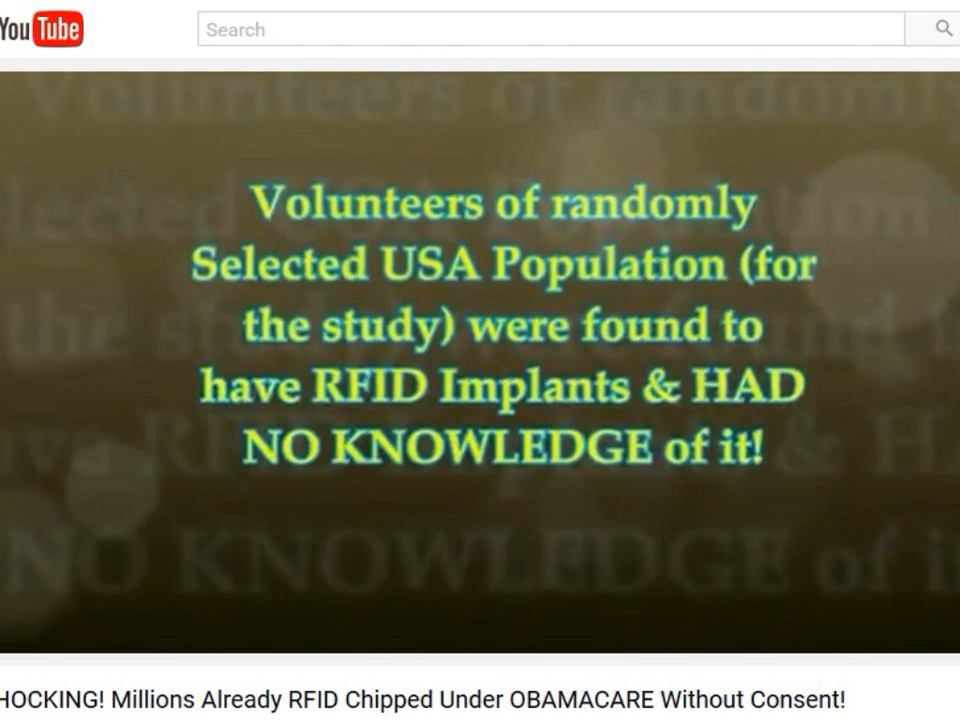 YouTube
Search
Volunteers of randomly
Selected USA Population (for
the study) were found to
have RFID Implants & HAD
NO KNOWLEDGE of it!
HOCKING! Millions Already RFID Chipped Under OBAMACARE Without Consent!